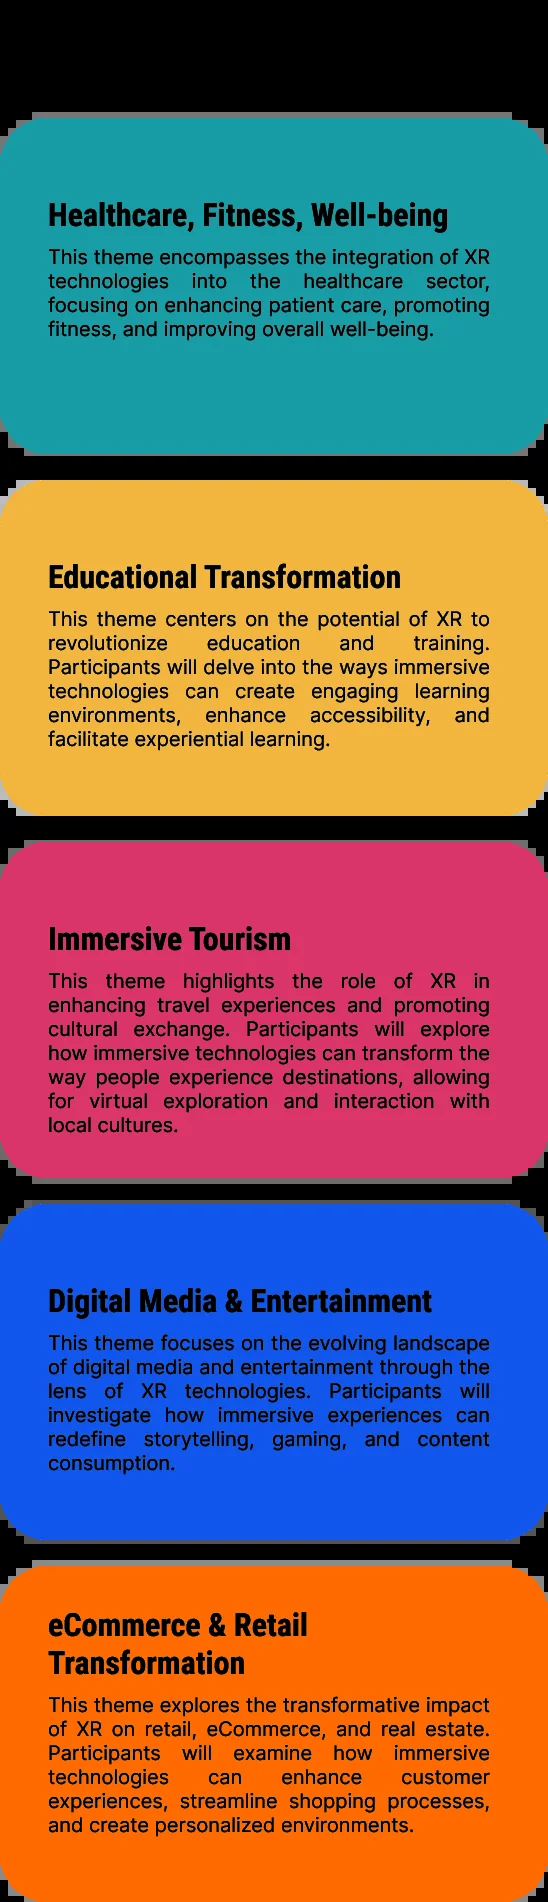 Healthcare, Fitness, Well-being
This theme encompasses the integration of XR
technologies into the healthcare sector,
focusing on enhancing patient care, promoting
fitness, and improving overall well-being.
Educational Transformation
This theme centers on the potential of XR to
revolutionize education and training.
Participants will delve into the ways immersive
technologies can create engaging learning
environments, enhance accessibility, and
facilitate experiential learning.
Immersive Tourism
This theme highlights the role of XR in
enhancing travel experiences and promoting
cultural exchange. Participants will explore
how immersive technologies can transform the
way people experience destinations, allowing
for virtual exploration and interaction with
local cultures.
Digital Media & Entertainment
This theme focuses on the evolving landscape
of digital media and entertainment through the
lens of XR technologies. Participants will
investigate how immersive experiences can
redefine storytelling, gaming, and content
consumption.
eCommerce & Retail
Transformation
This theme explores the transformative impact
of XR on retail, eCommerce, and real estate.
Participants will examine how immersive
technologies can enhance customer
experiences, streamline shopping processes,
and create personalized environments.